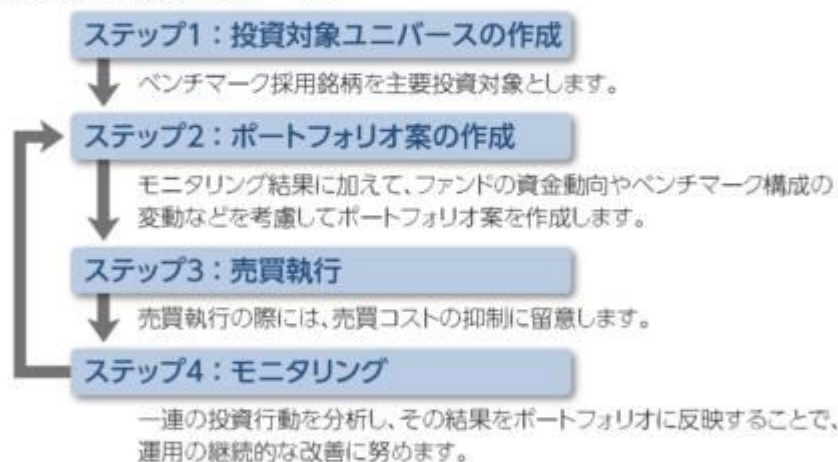 ステップ1：投資対象ユニバースの作成
ベンチマーク採用銘柄を主要投資対象とします。
ステップ2：ポートフォリオ案の作成
モニタリング結果に加えて、ファンドの資金動向やベンチマーク構成の
変動などを考慮してポートフォリオ案を作成します。
ステップ3：売買執行
売買執行の際には、売買コストの抑制に留意します。
ステップ4：モニタリング
一連の投資行動を分析し、その結果をポートフォリオに反映することで、
運用の継続的な改善に努めます。